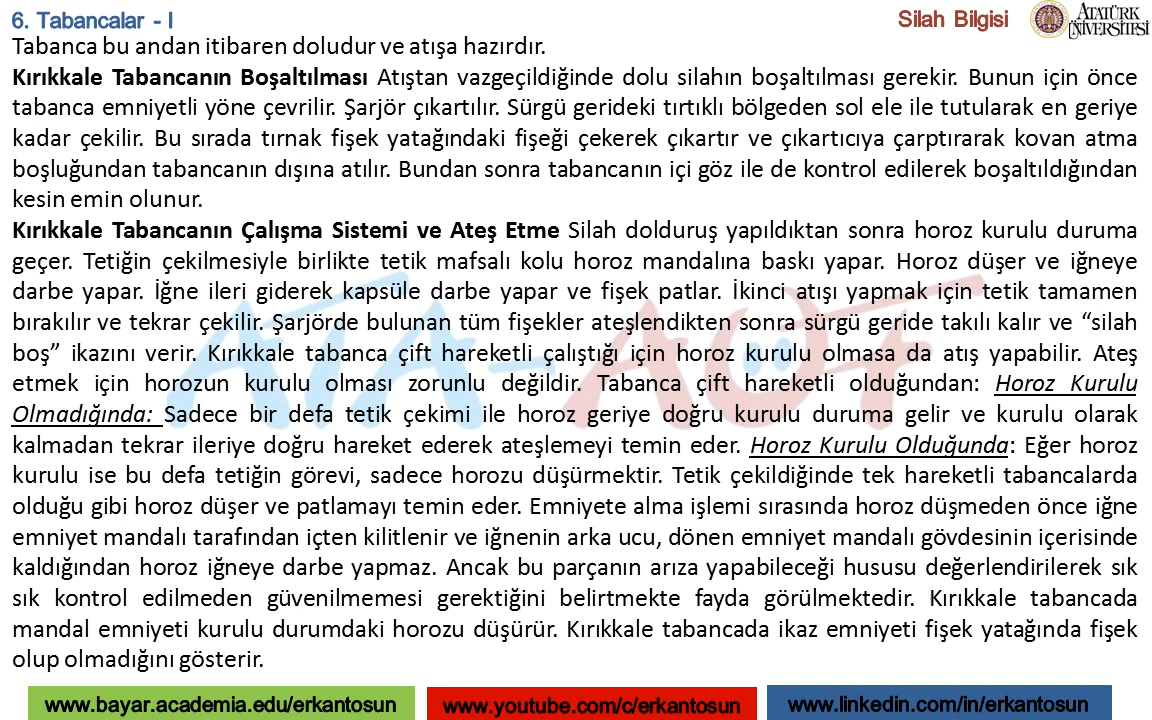 6. Tabancalar - I
Silah Bilgisi
ATATÜRK
ÜNİVERSİTESİ
Tabanca bu andan itibaren doludur ve atışa hazırdır.
Kırıkkale Tabancanın Boşaltılması Atıştan vazgeçildiğinde dolu silahın boşaltılması gerekir. Bunun için önce
tabanca emniyetli yöne çevrilir. Şarjör çıkartılır. Sürgü gerideki tırtıklı bölgeden sol ele ile tutularak en geriye
kadar çekilir. Bu sırada tırnak fişek yatağındaki fişeği çekerek çıkartır ve çıkartıcıya çarptırarak kovan atma
boşluğundan tabancanın dışına atılır. Bundan sonra tabancanın içi göz ile de kontrol edilerek boşaltıldığından
kesin emin olunur.
Kırıkkale Tabancanın Çalışma Sistemi ve Ateş Etme Silah dolduruş yapıldıktan sonra horoz kurulu duruma
geçer. Tetiğin çekilmesiyle birlikte tetik mafsalı kolu horoz mandalına baskı yapar. Horoz düşer ve iğneye
darbe yapar. İğne ileri giderek kapsüle darbe yapar ve fişek patlar. İkinci atışı yapmak için tetik tamamen
bırakılır ve tekrar çekilir. Şarjörde bulunan tüm fişekler ateşlendikten sonra sürgü geride takılı kalır ve “silah
boş” ikazını verir. Kırıkkale tabanca çift hareketli çalıştığı için horoz kurulu olmasa da atış yapabilir. Ateş
etmek için horozun kurulu olması zorunlu değildir. Tabanca çift hareketli olduğundan: Horoz Kurulu
Olmadığında: Sadece bir defa tetik çekimi ile horoz geriye doğru kurulu duruma gelir ve kurulu olarak
kalmadan tekrar ileriye doğru hareket ederek ateşlemeyi temin eder. Horoz Kurulu Olduğunda: Eğer horoz
kurulu ise bu defa tetiğin görevi, sadece horozu düşürmektir. Tetik çekildiğinde tek hareketli tabancalarda
olduğu gibi horoz düşer ve patlamayı temin eder. Emniyete alma işlemi sırasında horoz düşmeden önce iğne
emniyet mandalı tarafından içten kilitlenir ve iğnenin arka ucu, dönen emniyet mandalı gövdesinin içerisinde
kaldığından horoz iğneye darbe yapmaz. Ancak bu parçanın arıza yapabileceği hususu değerlendirilerek sık
sık kontrol edilmeden güvenilmemesi gerektiğini belirtmekte fayda görülmektedir. Kırıkkale tabancada
mandal emniyeti kurulu durumdaki horozu düşürür. Kırıkkale tabancada ikaz emniyeti fişek yatağında fişek
olup olmadığını gösterir.
ATA-AÖF
www.bayar.academia.edu/erkantosun
www.youtube.com/c/erkantosun
www.linkedin.com/in/erkantosun